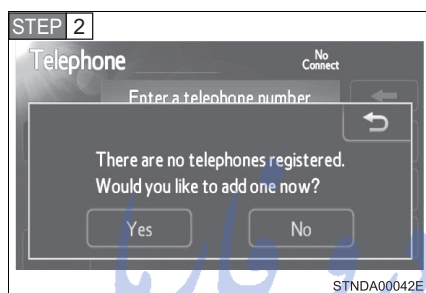 STEP 2
Telephone
No
Connect
Enter a telephone number
There are no telephones registered.
Would you like to add one now?
Yes
No
STNDA00042E